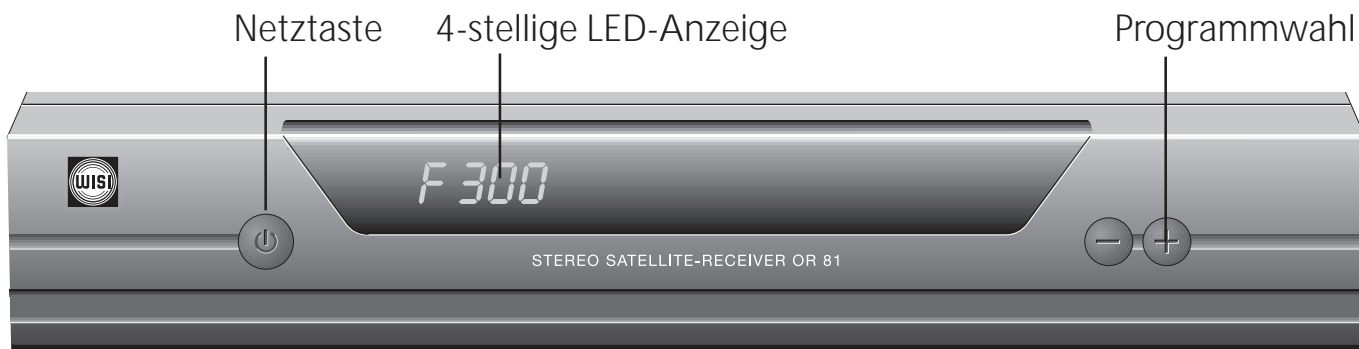 Netztaste 4-stellige LED-Anzeige Programmwahl
WISI
F 300
STEREO SATELLITE-RECEIVER OR 81